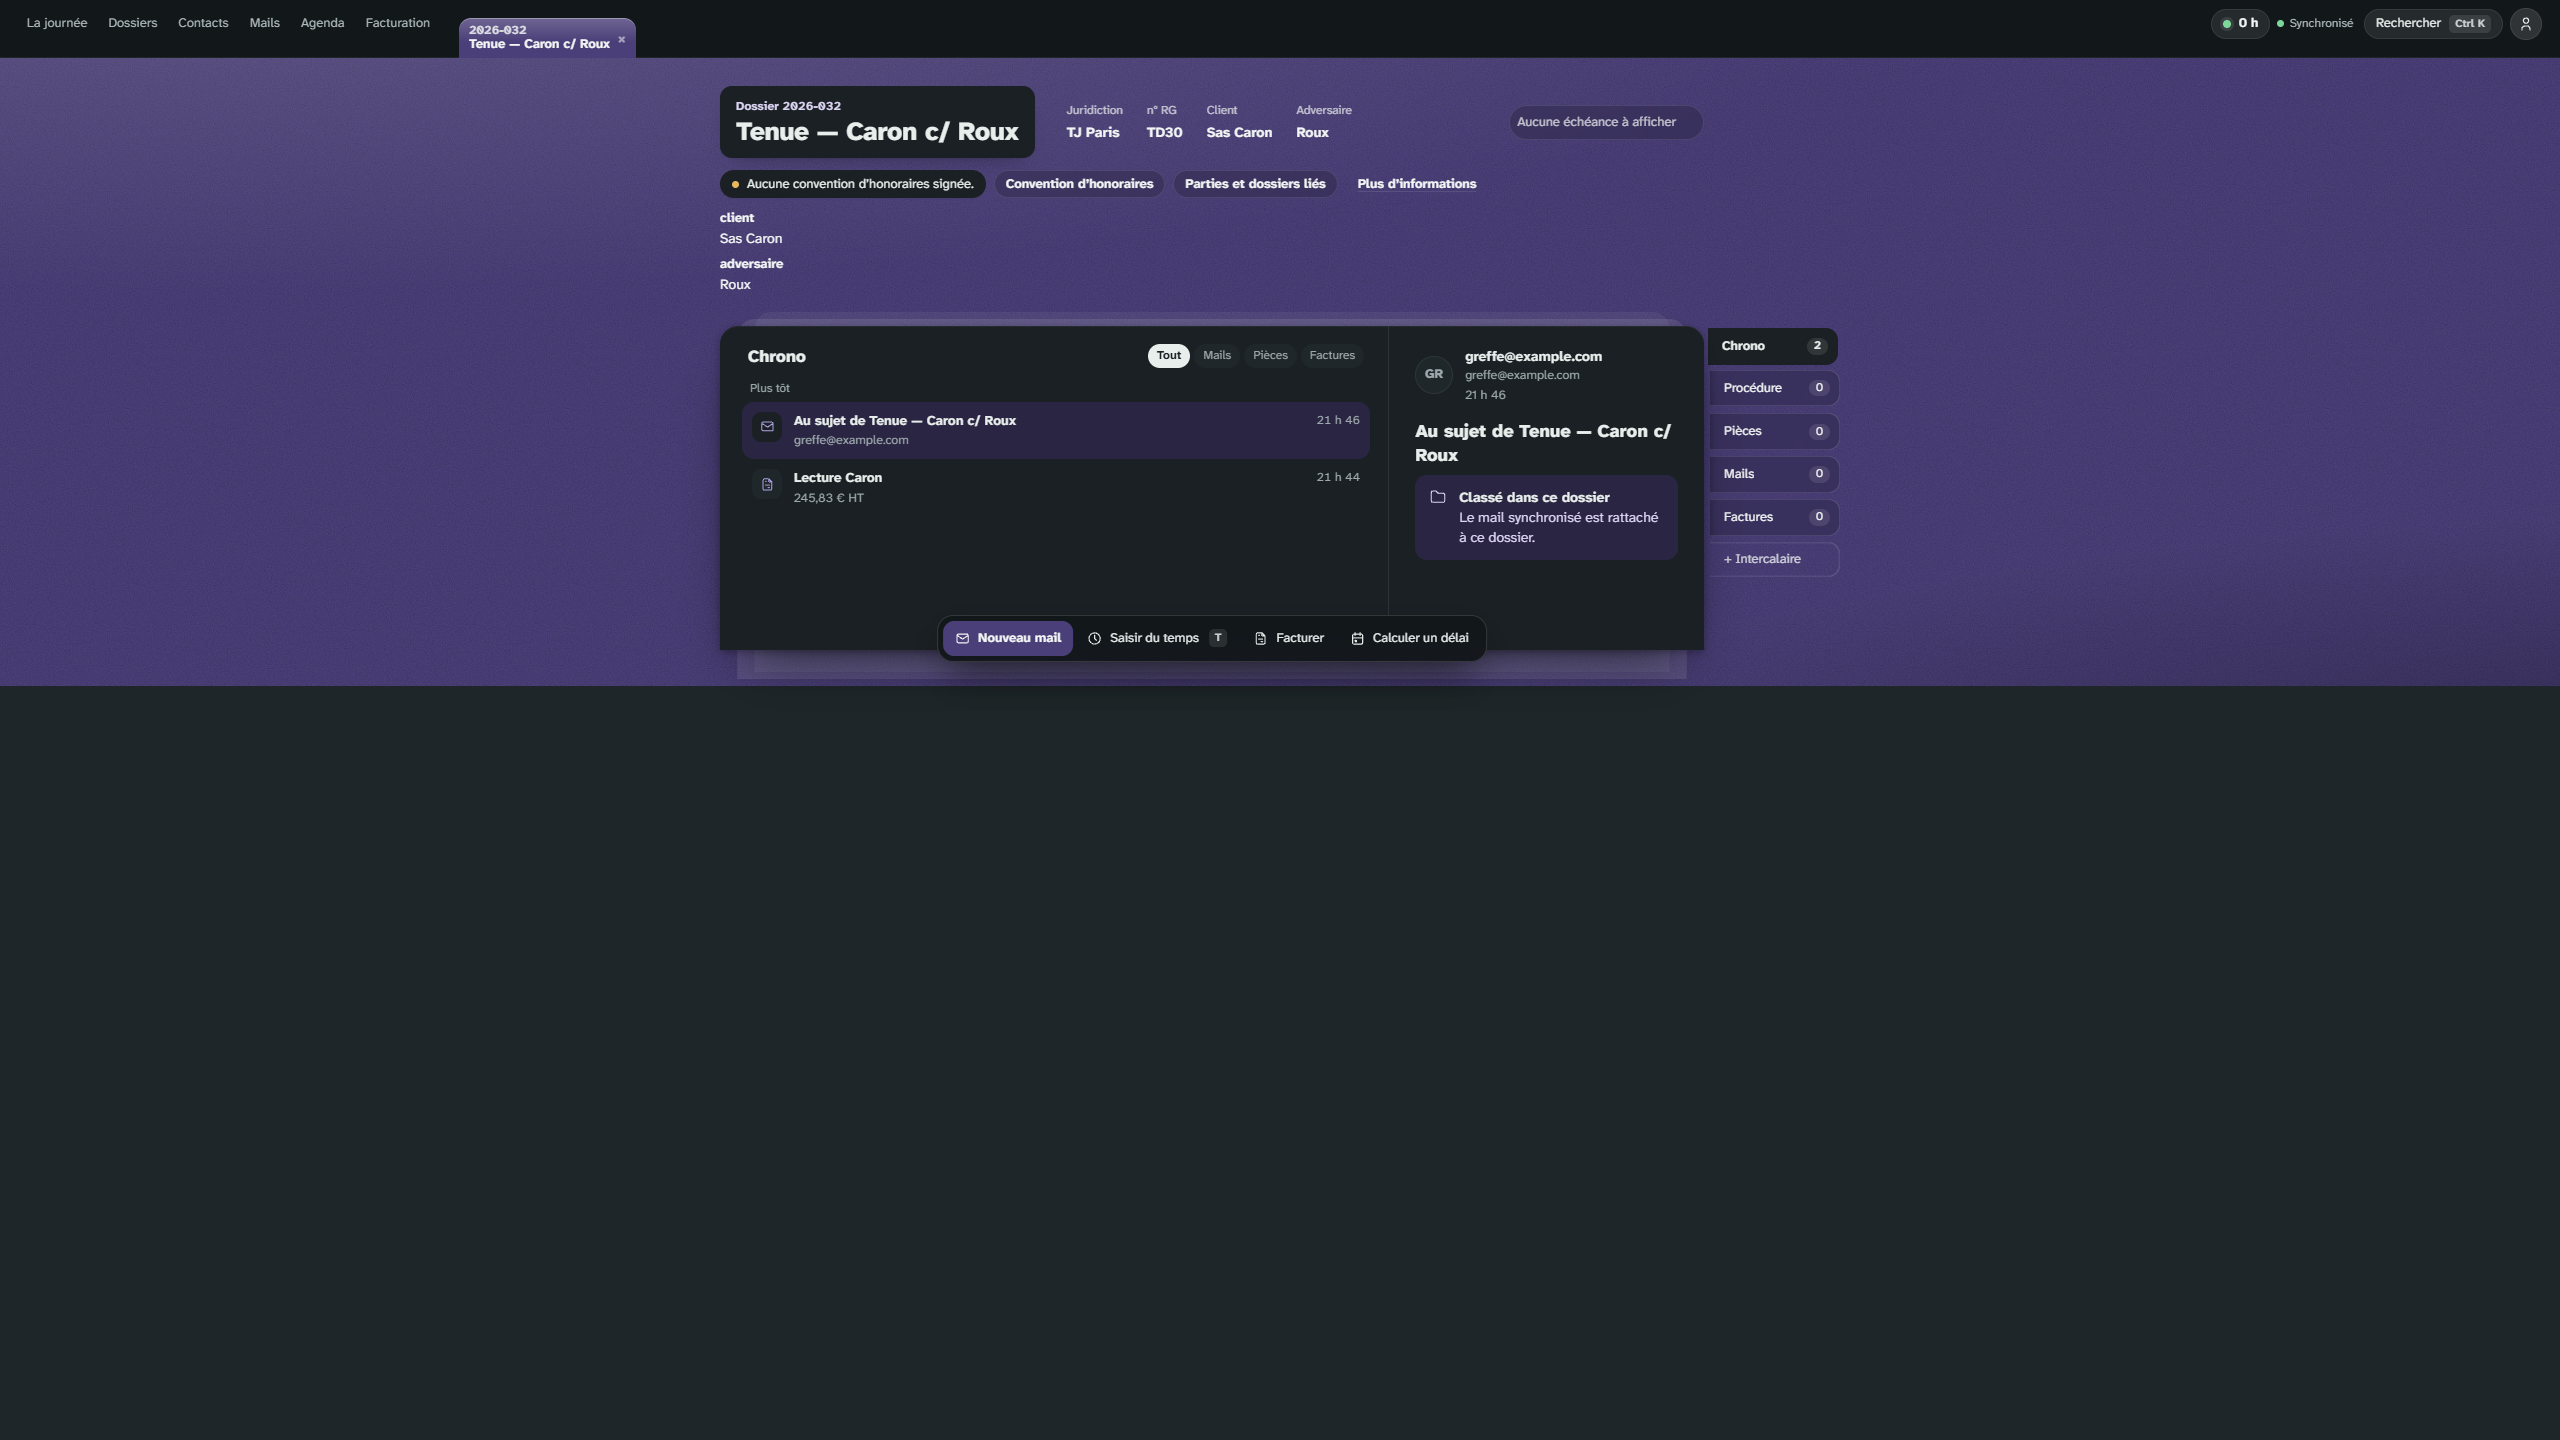 La journée
Dossiers
Contacts
Mails
Agenda
Facturation
2026-032
Tenue — Caron c/ Roux
0 h
Synchronisé
Rechercher Ctrl K
Dossier 2026-032
Tenue — Caron c/ Roux
Juridiction
TJ Paris
n° RG
TD30
Client
Sas Caron
Adversaire
Roux
Aucune échéance à afficher
Aucune convention d'honoraires signée.
Convention d'honoraires
Parties et dossiers liés
Plus d'informations
client
Sas Caron
adversaire
Roux
Chrono
Tout
Mails
Pièces
Factures
Plus tôt
Au sujet de Tenue — Caron c/ Roux
21 h 46
greffe@example.com
Lecture Caron
21 h 44
245,83 € HT
GR
greffe@example.com
greffe@example.com
21 h 46
Au sujet de Tenue — Caron c/
Roux
Classé dans ce dossier
Le mail synchronisé est rattaché
à ce dossier.
Chrono 2
Procédure 0
Pièces 0
Mails 0
Factures 0
+ Intercalaire
Nouveau mail
Saisir du temps T
Facturer
Calculer un délai